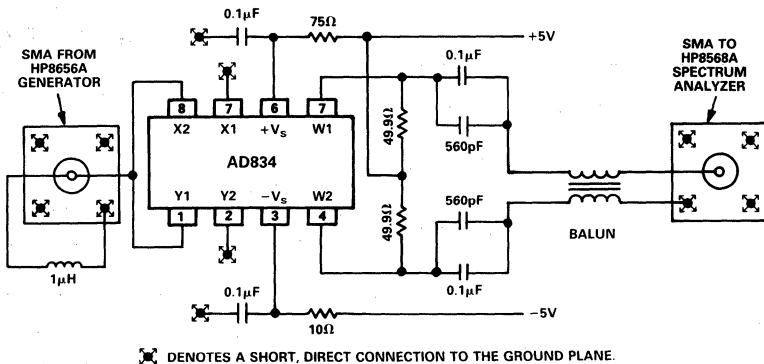 0.1μF
75Ω
+5V
SMA FROM
HP8656A
GENERATOR
0.1μF
SMA TO
HP8568A
SPECTRUM
ANALYZER
8 7 6 7
X2 X1 +VS W1
49.9Ω
560pF
AD834
Y1 Y2 −VS W2
1 2 3 4
49.9Ω
560pF
BALUN
1μH
0.1μF
0.1μF
10Ω
−5V
DENOTES A SHORT, DIRECT CONNECTION TO THE GROUND PLANE.